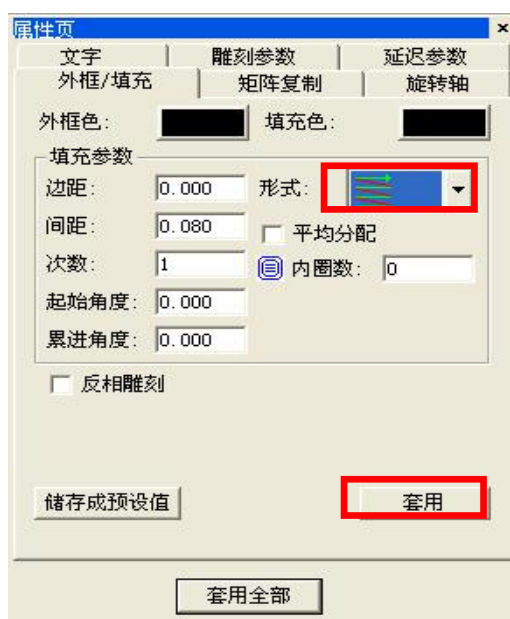 属性页 ×
文字 雕刻参数 延迟参数
外框/填充 矩阵复制 旋转轴
外框色: 填充色:
填充参数
边距: 0.000 形式:
间距: 0.080 平均分配
次数: 1 内圈数: 0
起始角度: 0.000
累进角度: 0.000
反相雕刻
储存成预设值 套用
套用全部